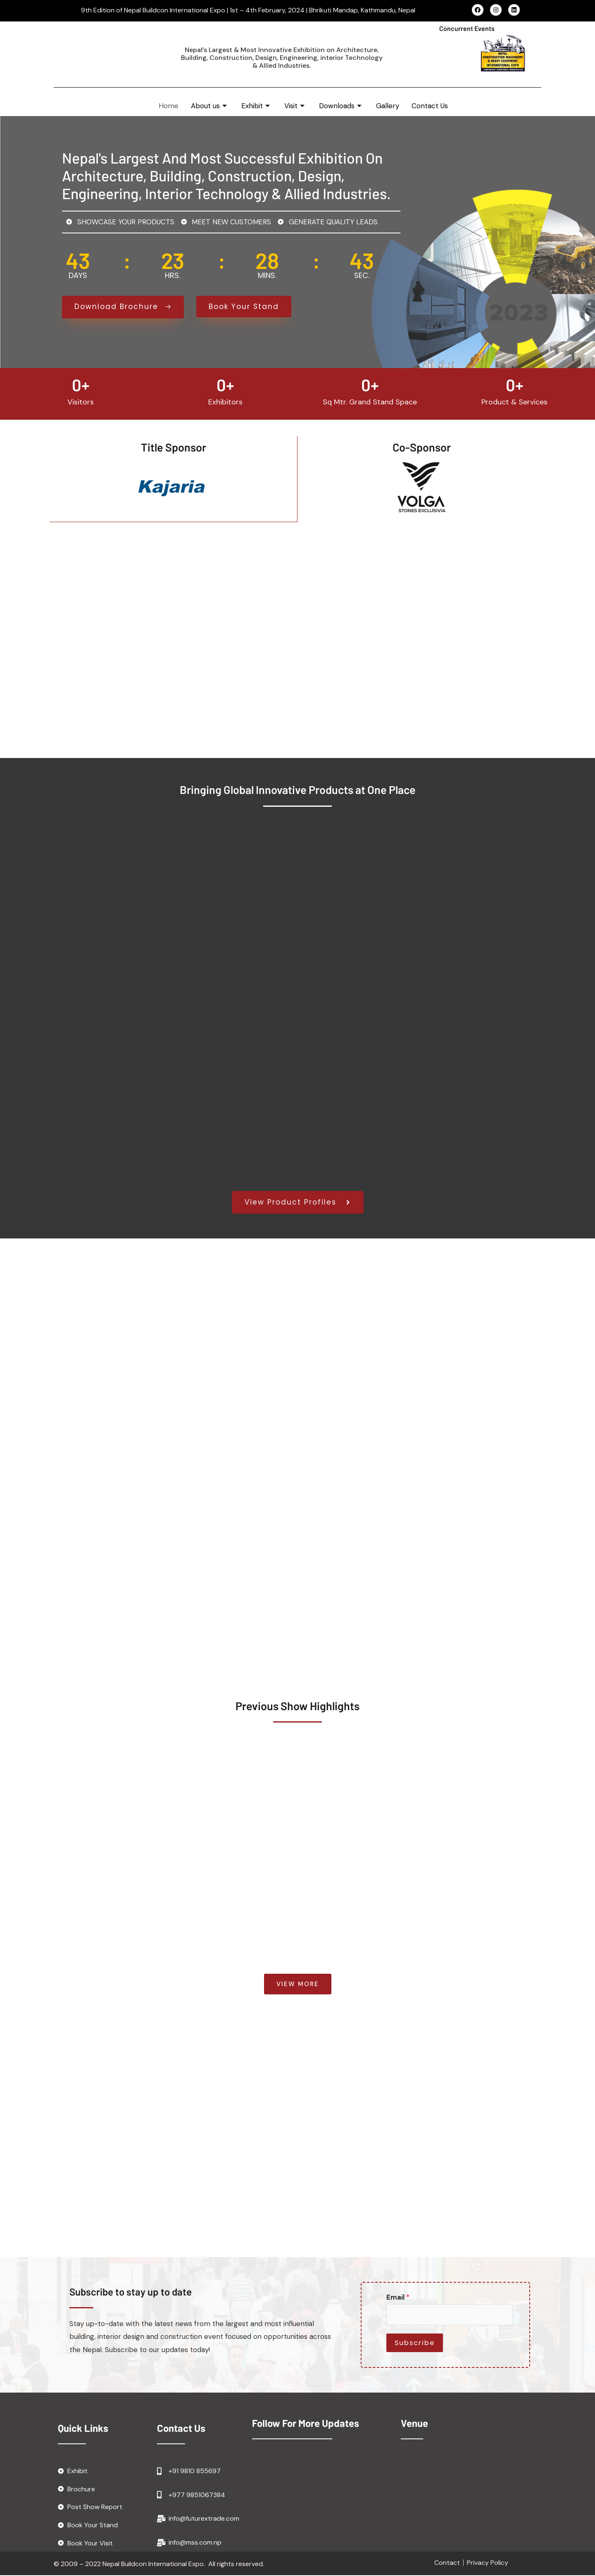 9th Edition of Nepal Buildcon International Expo | 1st – 4th February, 2024 | Bhrikuti Mandap, Kathmandu, Nepal
Concurrent Events
Nepal's Largest & Most Innovative Exhibition on Architecture,
Building, Construction, Design, Engineering, interior Technology
& Allied Industries.
NEPAL
CONSTRUCTION MACHINERY
& HEAVY EQUIPMENT
INTERNATIONAL EXPO
Home About us Exhibit Visit Downloads Gallery Contact Us
Nepal's Largest And Most Successful Exhibition On
Architecture, Building, Construction, Design,
Engineering, Interior Technology & Allied Industries.
SHOWCASE YOUR PRODUCTS MEET NEW CUSTOMERS GENERATE QUALITY LEADS
43 : 23 : 28 : 43
DAYS HRS. MINS. SEC.
2023
Download Brochure → Book Your Stand
0+ 0+ 0+ 0+
Visitors Exhibitors Sq Mtr. Grand Stand Space Product & Services
Title Sponsor Co-Sponsor
Kajaria
VOLGA
STONES EXCLUSIVIA
Bringing Global Innovative Products at One Place
View Product Profiles
Previous Show Highlights
VIEW MORE
Subscribe to stay up to date
Stay up-to-date with the latest news from the largest and most influential
building, interior design and construction event focused on opportunities across
the Nepal. Subscribe to our updates today!
Email *
Subscribe
Quick Links
Exhibit
Brochure
Post Show Report
Book Your Stand
Book Your Visit
Contact Us
+91 9810 855697
+977 9851067384
info@futurextrade.com
info@mss.com.np
Follow For More Updates
Venue
© 2009 – 2022 Nepal Buildcon International Expo. All rights reserved.
Contact | Privacy Policy